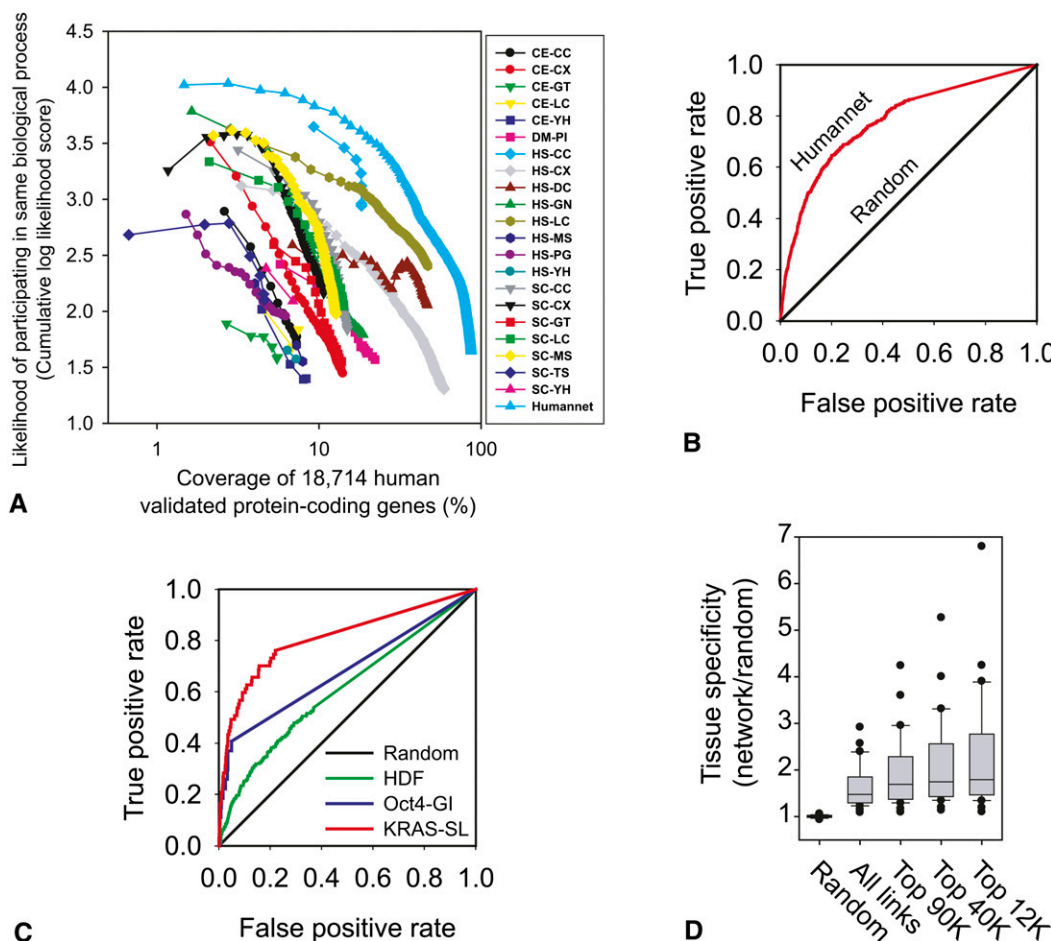 Likelihood of participating in same biological process
(Cumulative log likelihood score)
4.5
4.0
3.5
3.0
2.5
2.0
1.5
1.0
1
10
100
Coverage of 18,714 human
validated protein-coding genes (%)
CE-CC
CE-CX
CE-GT
CE-LC
CE-YH
DM-PI
HS-CC
HS-CX
HS-DC
HS-GN
HS-LC
HS-MS
HS-PG
HS-YH
SC-CC
SC-CX
SC-GT
SC-LC
SC-MS
SC-TS
SC-YH
Humannet
A
True positive rate
1.0
0.8
0.6
0.4
0.2
0.0
Humannet
Random
0.0
0.2
0.4
0.6
0.8
1.0
False positive rate
B
True positive rate
1.0
0.8
0.6
0.4
0.2
0.0
Random
HDF
Oct4-GI
KRAS-SL
0.0
0.2
0.4
0.6
0.8
1.0
False positive rate
C
Tissue specificity
(network/random)
7
6
5
4
3
2
1
Random
All links
Top 90K
Top 40K
Top 12K
D